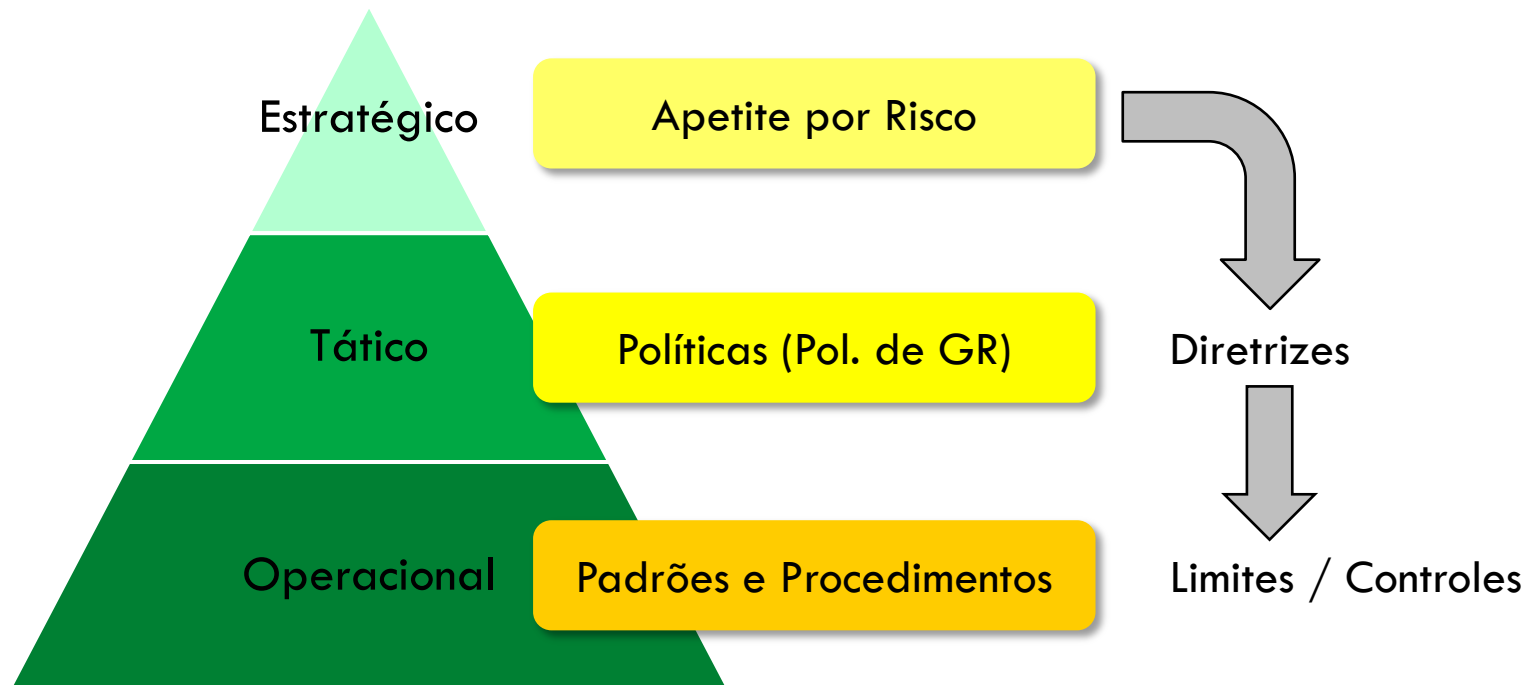 Estratégico
Apetite por Risco
Tático
Políticas (Pol. de GR)
Diretrizes
Operacional
Padrões e Procedimentos
Limites / Controles